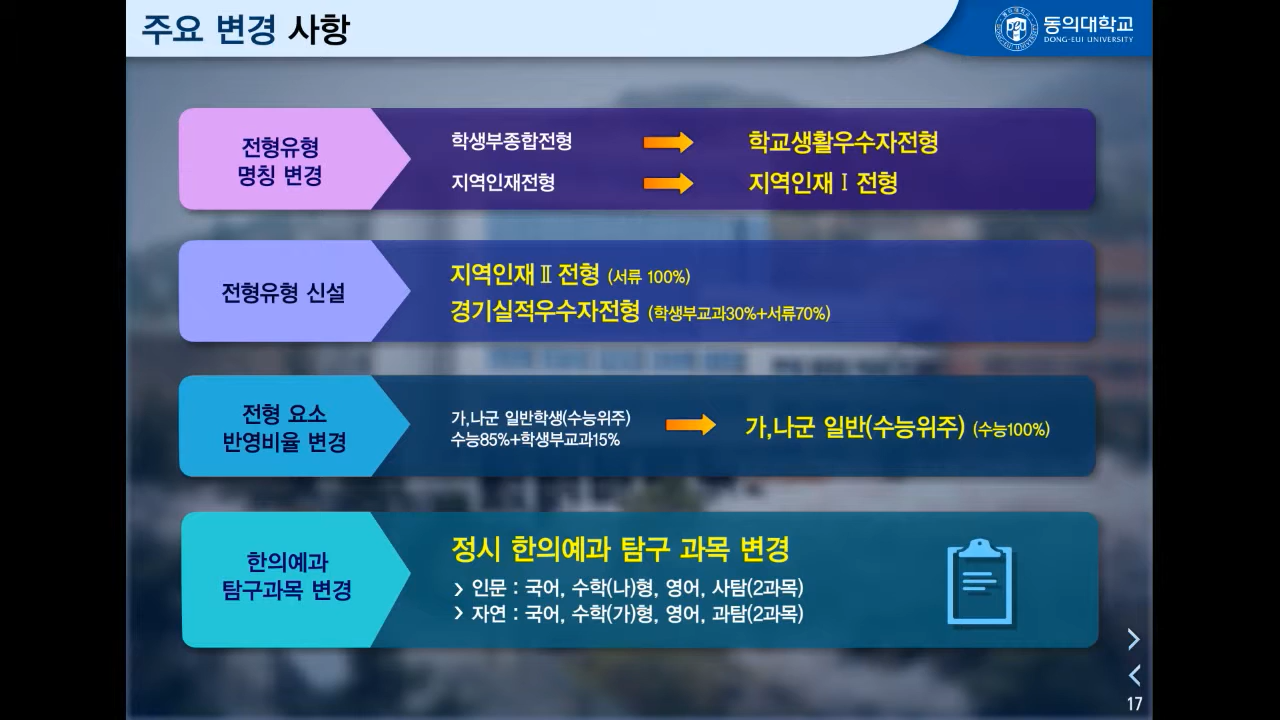 주요 변경 사항
동의대학교
DONG-EUI UNIVERSITY
전형유형
명칭 변경
학생부종합전형
학교생활우수자전형
지역인재전형
지역인재Ⅰ전형
전형유형 신설
지역인재Ⅱ전형 (서류 100%)
경기실적우수자전형 (학생부교과30%+서류70%)
전형 요소
반영비율 변경
가,나군 일반학생(수능위주)
수능85%+학생부교과15%
가,나군 일반(수능위주) (수능100%)
한의예과
탐구과목 변경
정시 한의예과 탐구 과목 변경
인문 : 국어, 수학(나)형, 영어, 사탐(2과목)
자연 : 국어, 수학(가)형, 영어, 과탐(2과목)
17